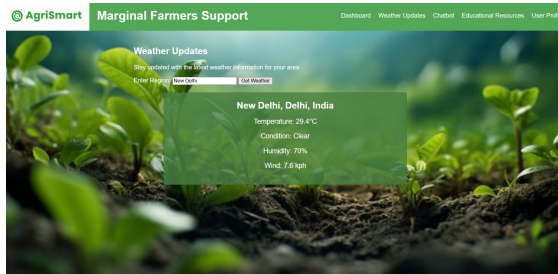 AgriSmart
Marginal Farmers Support
Dashboard Weather Updates Chatbot Educational Resources User Prof
Weather Updates
Stay updated with the latest weather information for your area.
Enter Region: New Delhi Get Weather
New Delhi, Delhi, India
Temperature: 29.4°C
Condition: Clear
Humidity: 70%
Wind: 7.6 kph